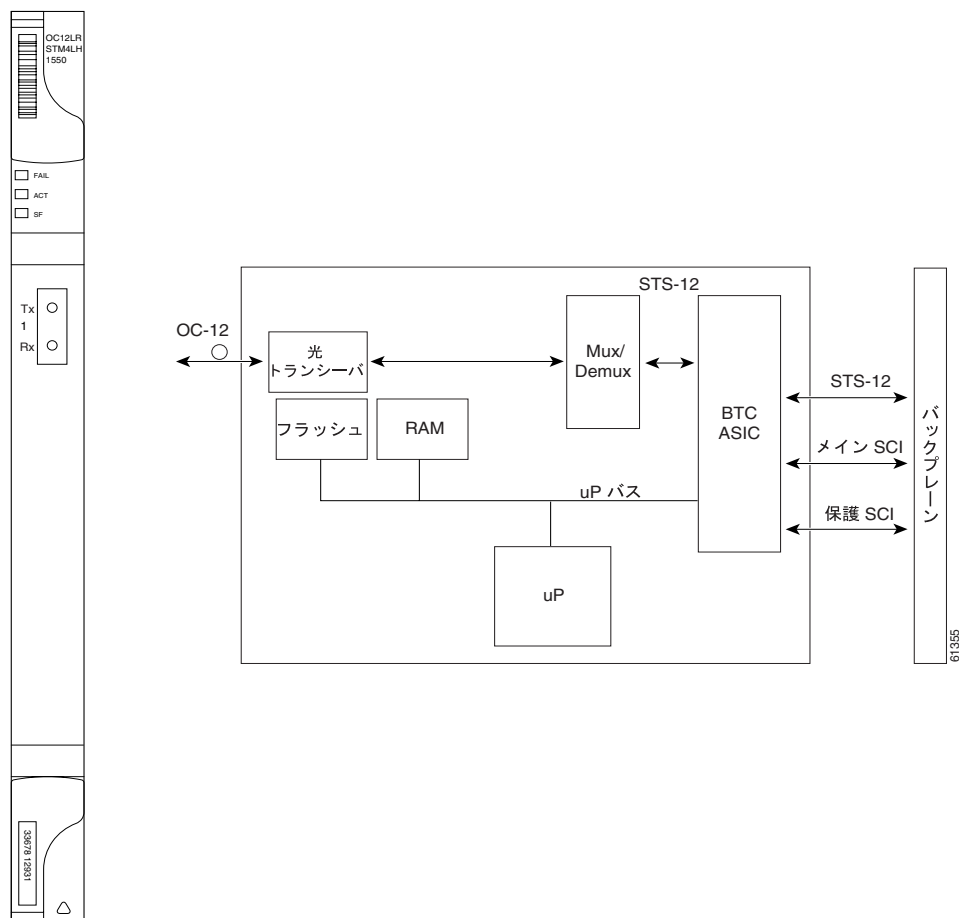 OC12LR
STM4LH
1550
FAIL
ACT
SF
Tx
1
Rx
33678 12931
OC-12
光
トランシーバ
フラッシュ
RAM
uP バス
uP
STS-12
Mux/
Demux
BTC
ASIC
STS-12
メイン SCI
保護 SCI
バックプレーン
61355